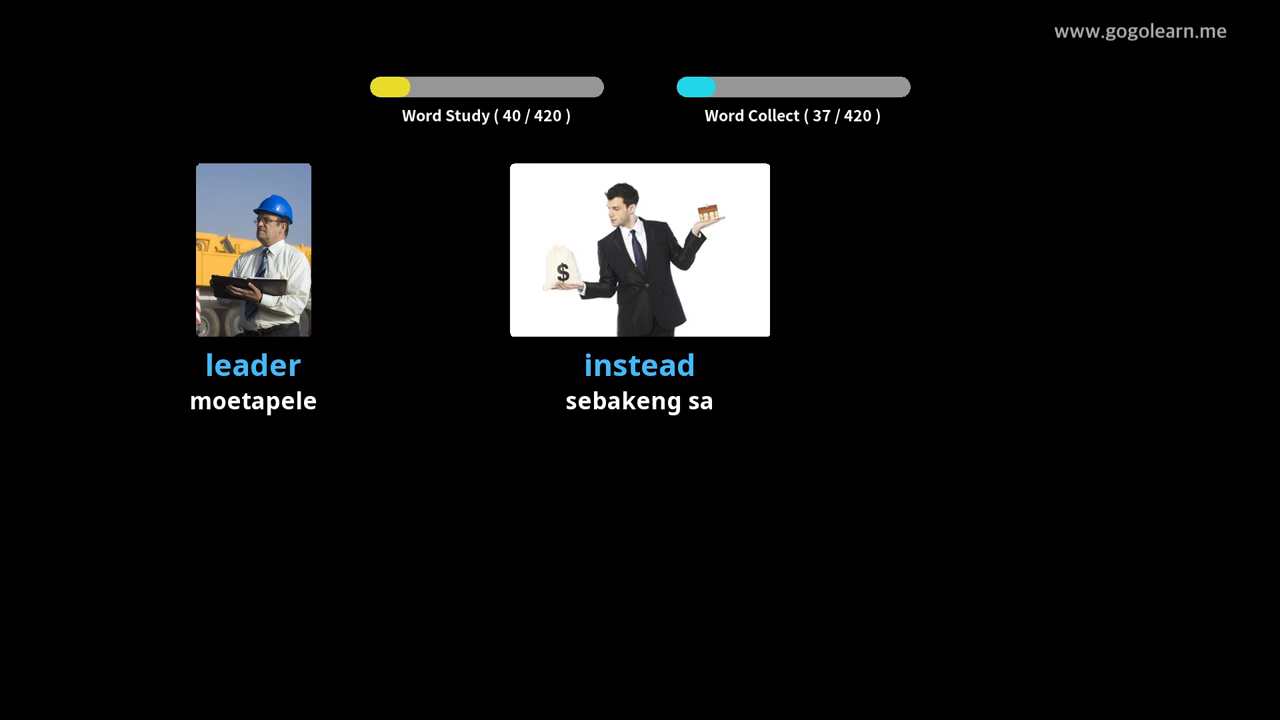 www.gogolearn.me
Word Study ( 40 / 420 )
Word Collect ( 37 / 420 )
$
leader
moetapele
instead
sebakeng sa